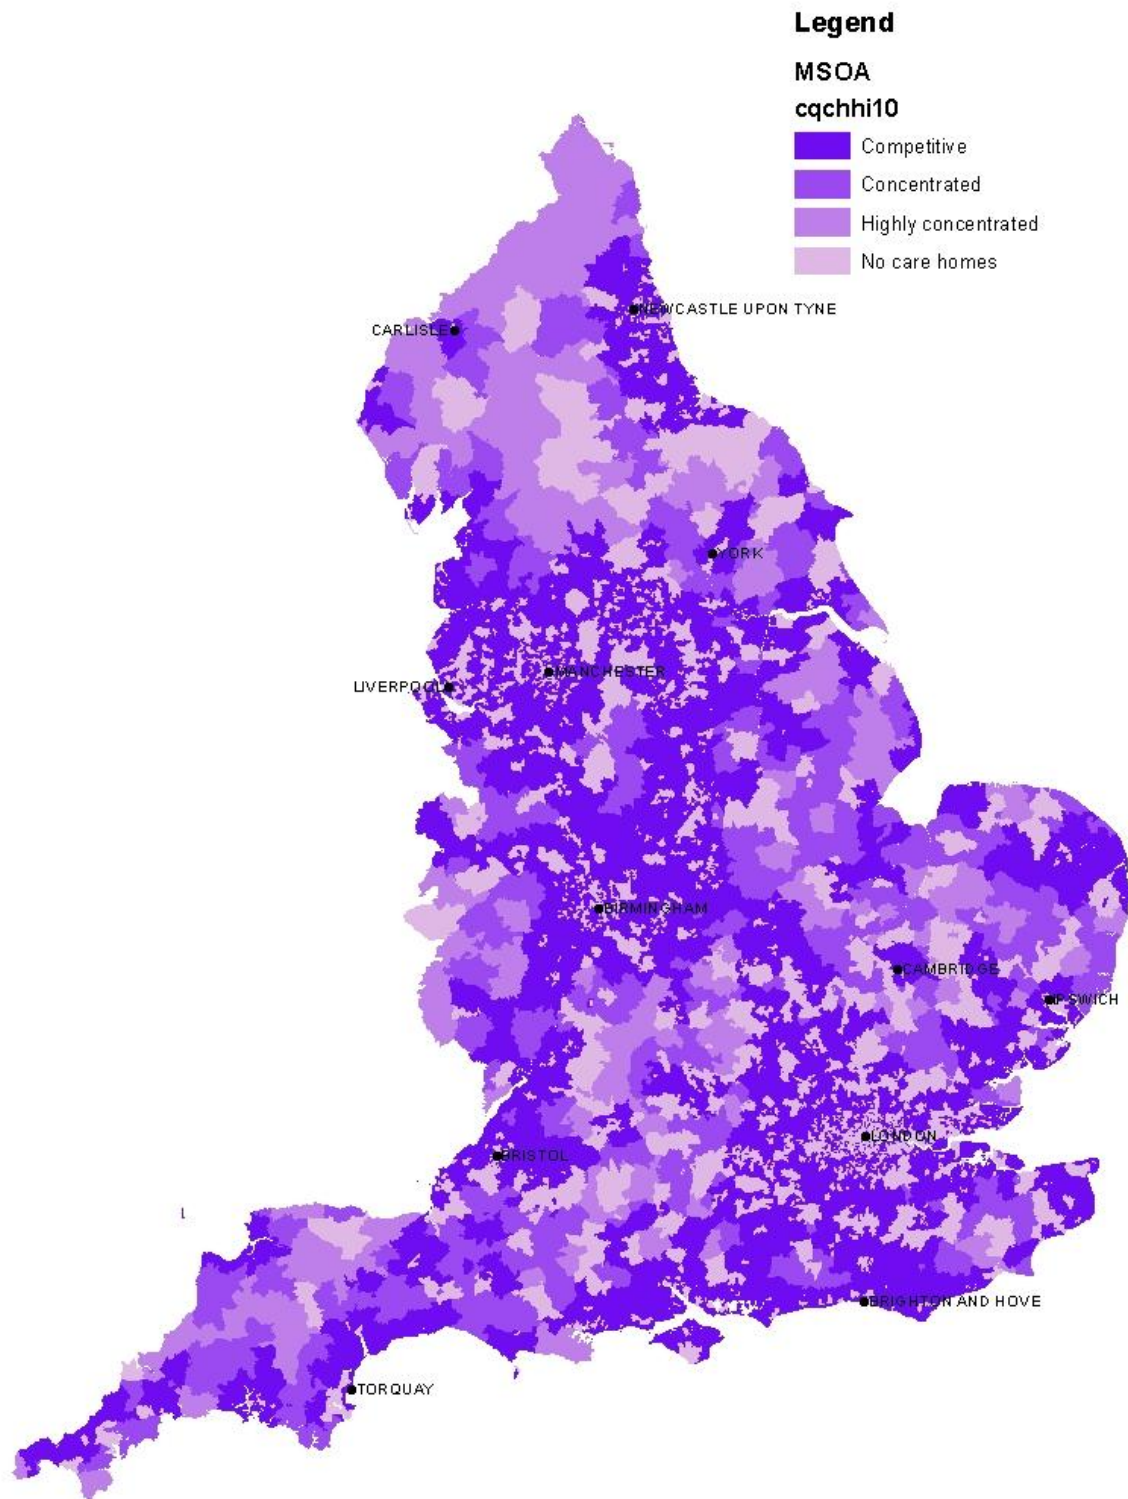 Legend
MSOA
cqchhi10
Competitive
Concentrated
Highly concentrated
No care homes
NEWCASTLE UPON TYNE
CARLISLE
YORK
MANCHESTER
LIVERPOOL
BIRMINGHAM
CAMBRIDGE
IPSWICH
LONDON
BRISTOL
BRIGHTON AND HOVE
TORQUAY